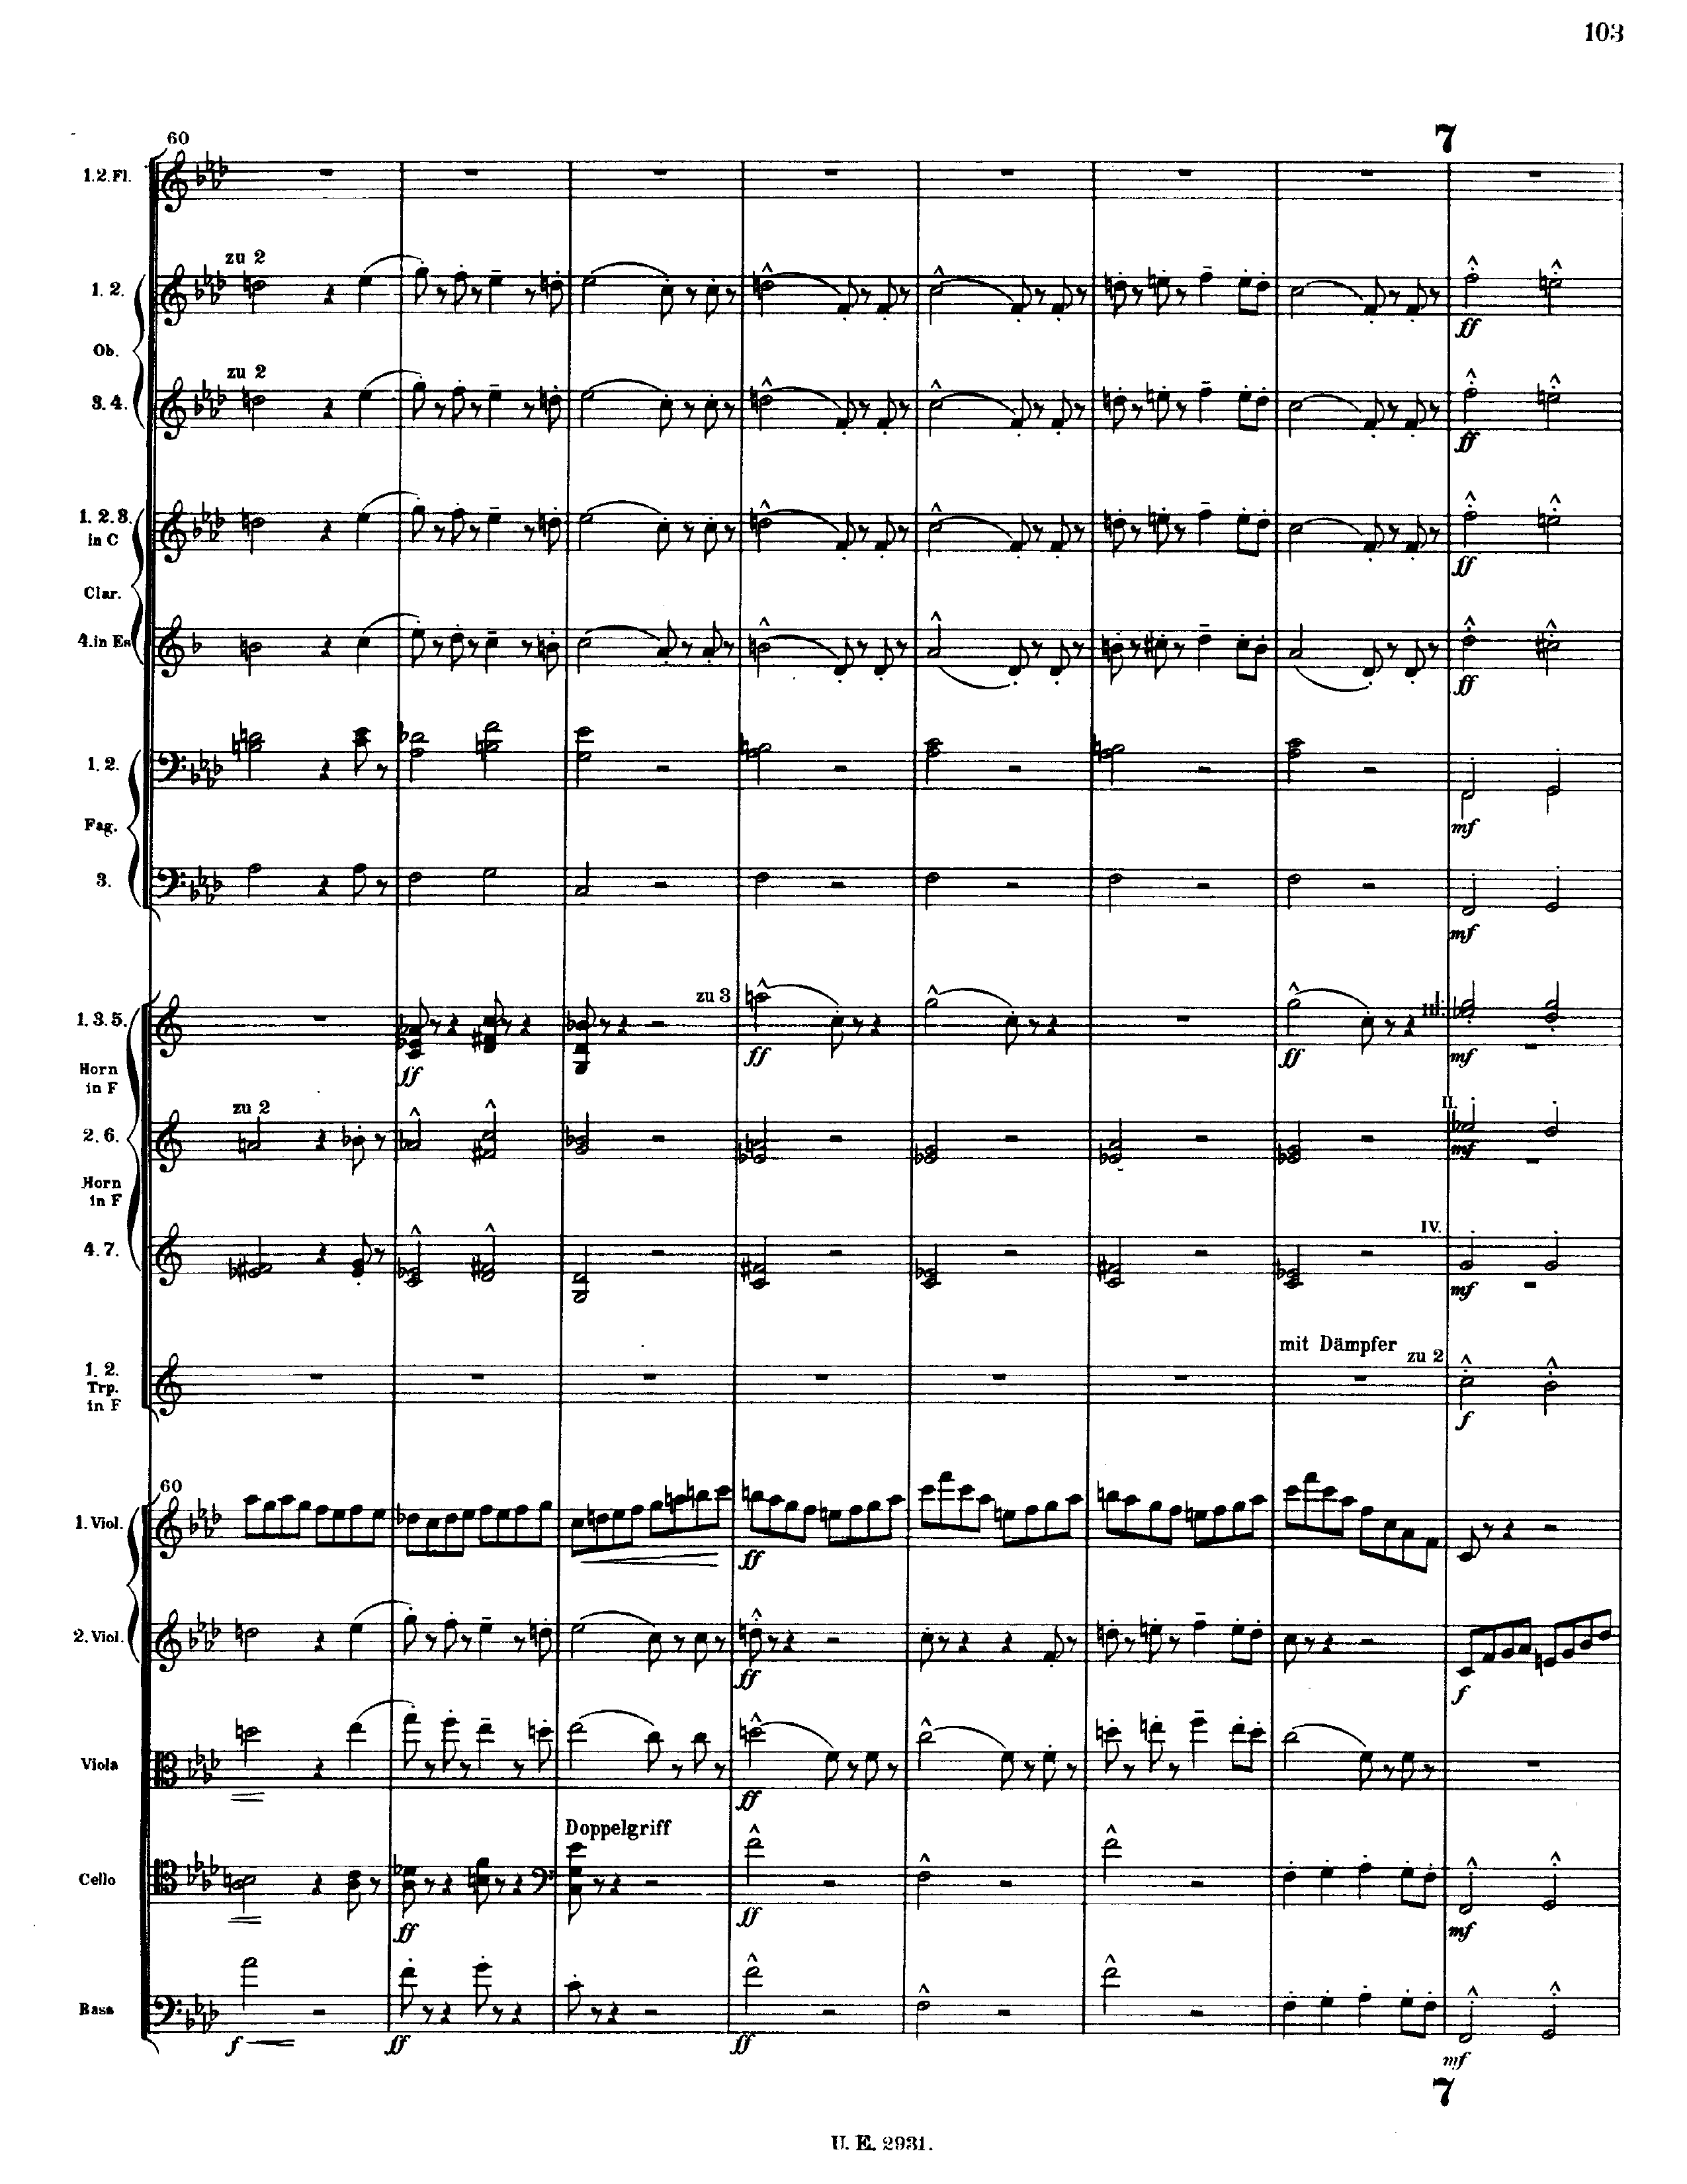 103
60
7
1.2.Fl.
zu 2
1. 2.
Ob.
zu 2
3. 4.
ff
ff
1. 2. 3.
in C
ff
Clar.
4. in Es
ff
1. 2.
mf
Fag.
3.
mf
zu 3
I.
III.
1. 3. 5.
ff
ff
ff
mf
Horn
in F
zu 2
II.
2. 6.
mf
Horn
in F
IV.
4. 7.
mf
mit Dämpfer
zu 2
1. 2.
Trp.
in F
f
60
1. Viol.
ff
2. Viol.
ff
f
Viola
ff
Doppelgriff
Cello
ff
ff
mf
Bass
f
ff
ff
mf
7
U. E. 2931.